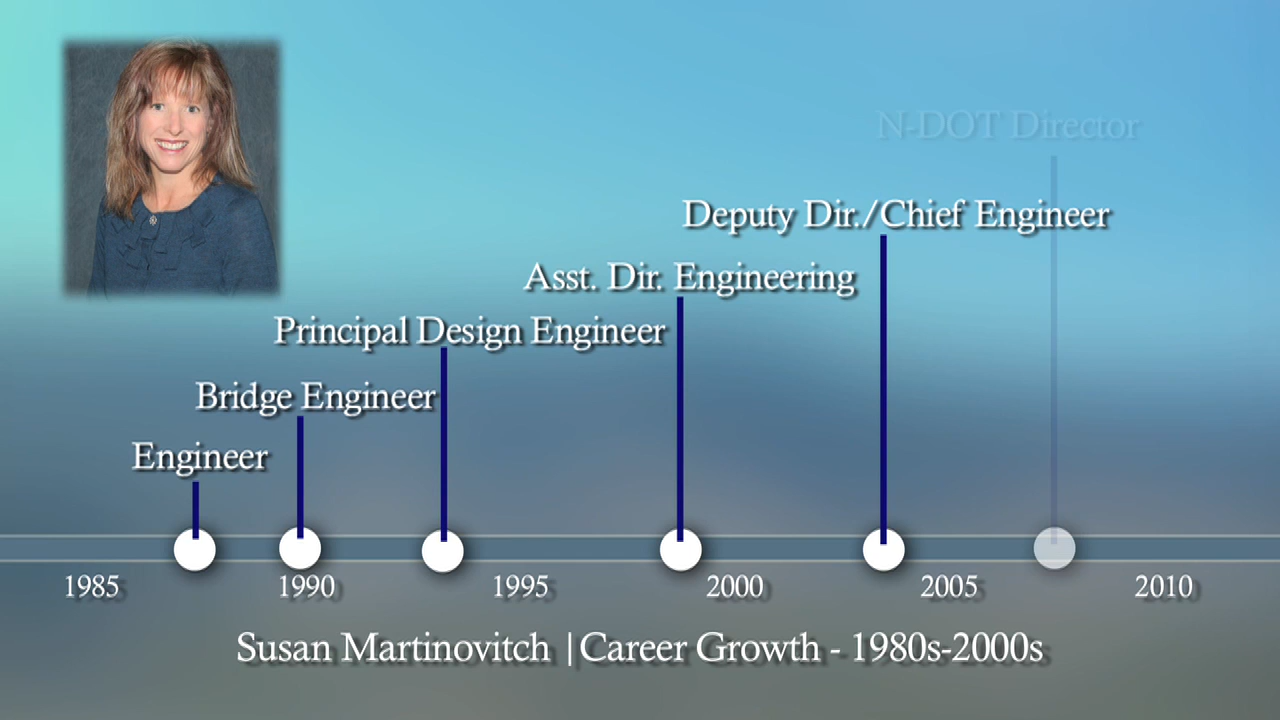 N-DOT Director
Deputy Dir./Chief Engineer
Asst. Dir. Engineering
Principal Design Engineer
Bridge Engineer
Engineer
1985 1990 1995 2000 2005 2010
Susan Martinovitch | Career Growth - 1980s-2000s